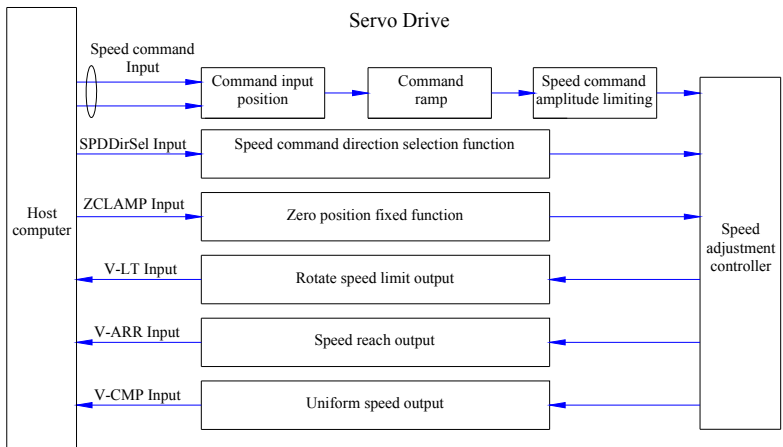 Servo Drive
Speed command
Input
Command input
position
Command
ramp
Speed command
amplitude limiting
SPDDirSel Input
Speed command direction selection function
ZCLAMP Input
Zero position fixed function
Host
computer
Speed
adjustment
controller
V-LT Input
Rotate speed limit output
V-ARR Input
Speed reach output
V-CMP Input
Uniform speed output